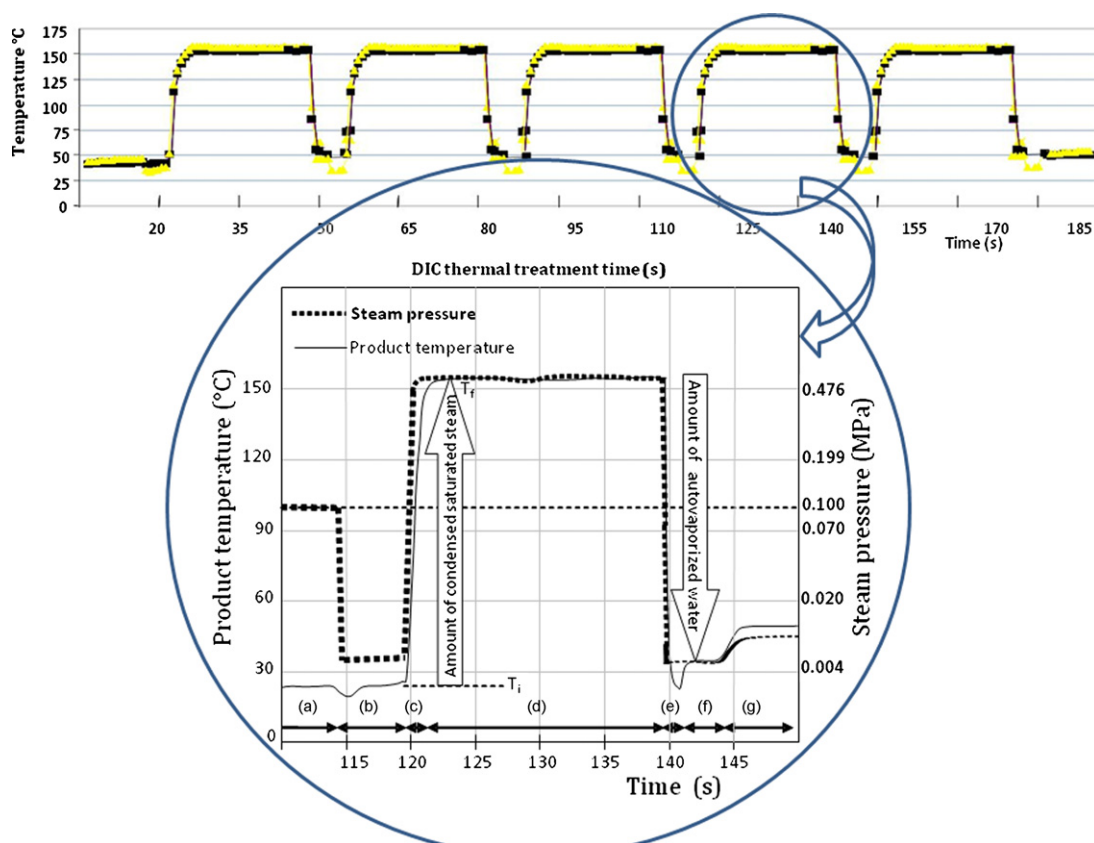 Temperature °C
175
150
125
100
75
50
25
0
20 35 50 65 80 95 110 125 140 155 170 185
Time (s)
DIC thermal treatment time (s)
Steam pressure
Product temperature
Product temperature (°C)
150
120
90
60
30
0
Steam pressure (MPa)
0.476
0.199
0.100
0.070
0.020
0.004
Tf
Ti
Amount of condensed saturated steam
Amount of autovaporized water
(a) (b) (c) (d) (e) (f) (g)
115 120 125 130 135 140 145
Time (s)